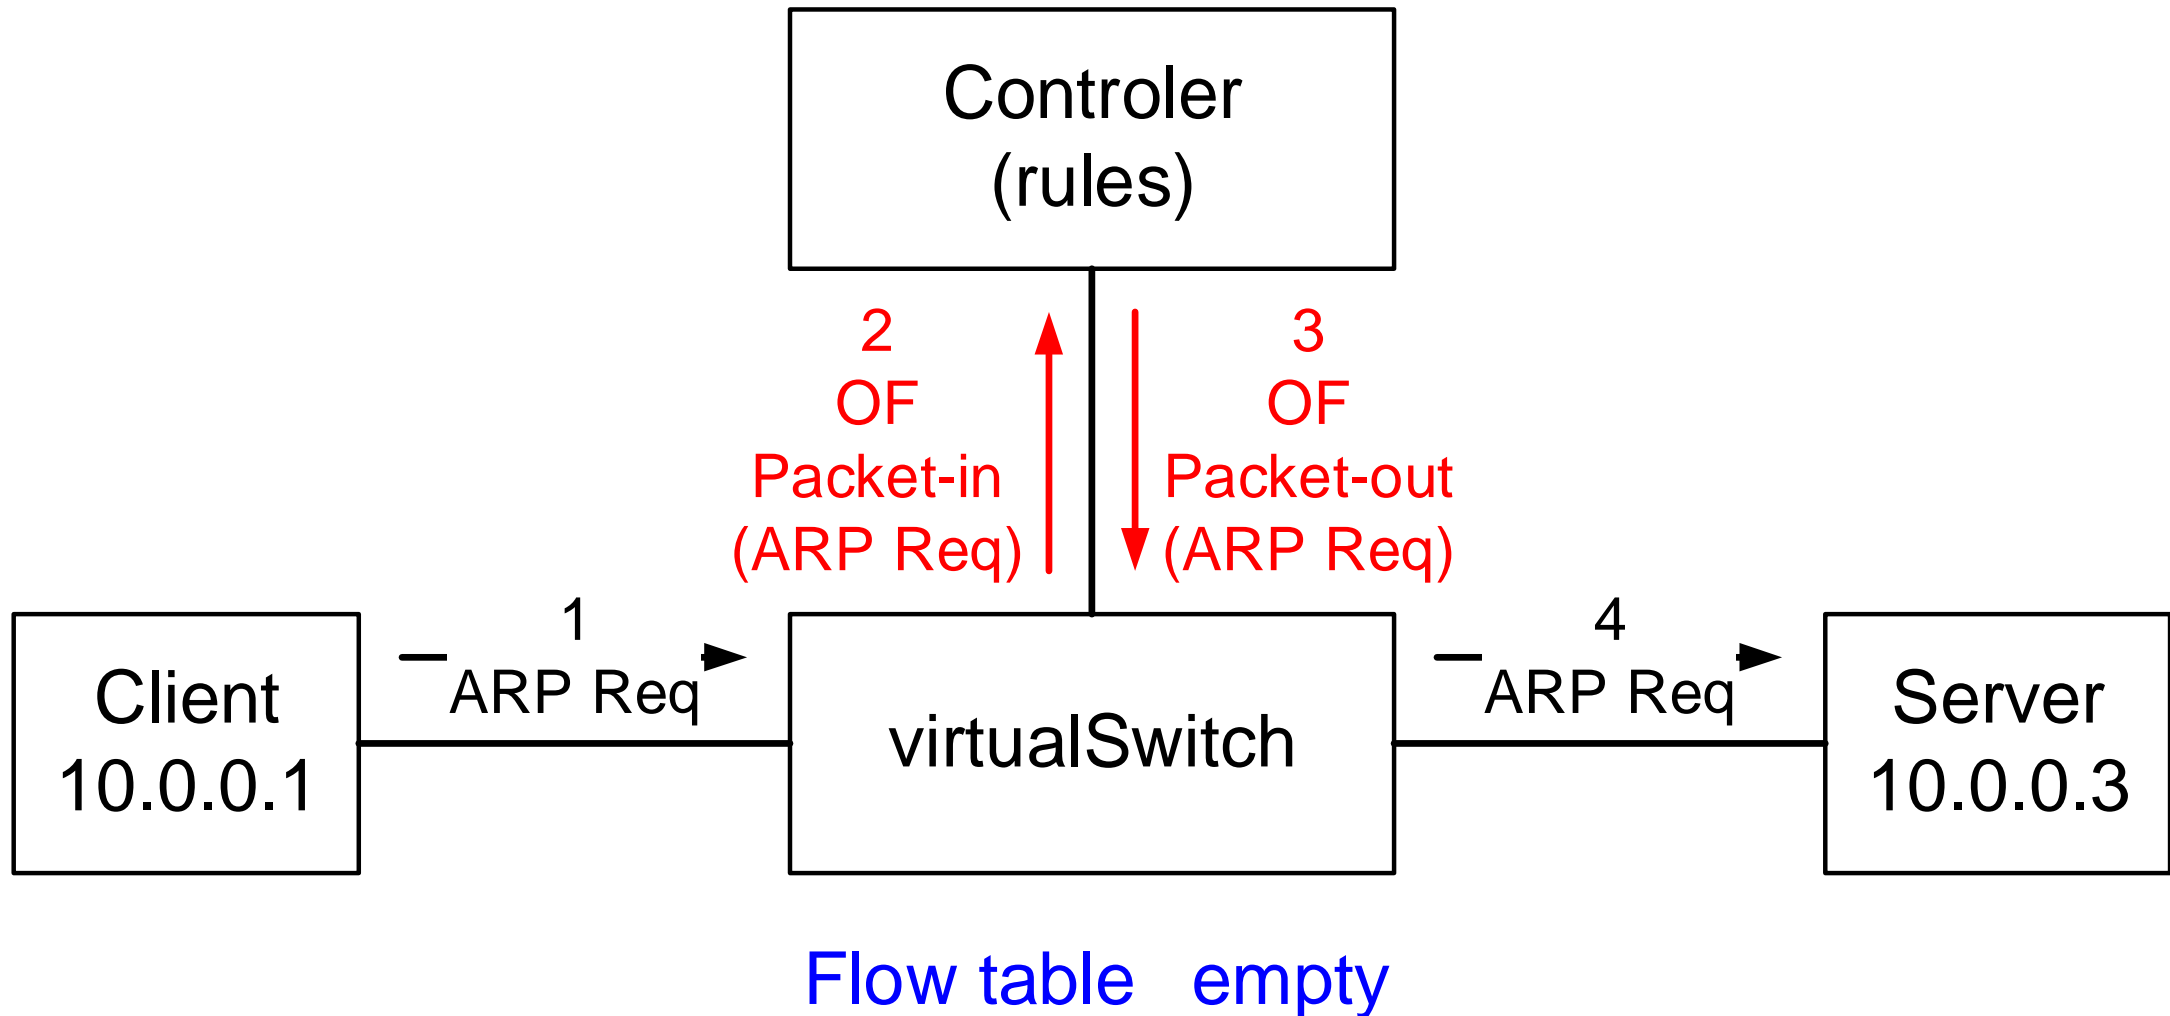 Controler
(rules)
2
OF
Packet-in
(ARP Req)
3
OF
Packet-out
(ARP Req)
1
ARP Req
4
ARP Req
Client
10.0.0.1
virtualSwitch
Server
10.0.0.3
Flow table empty